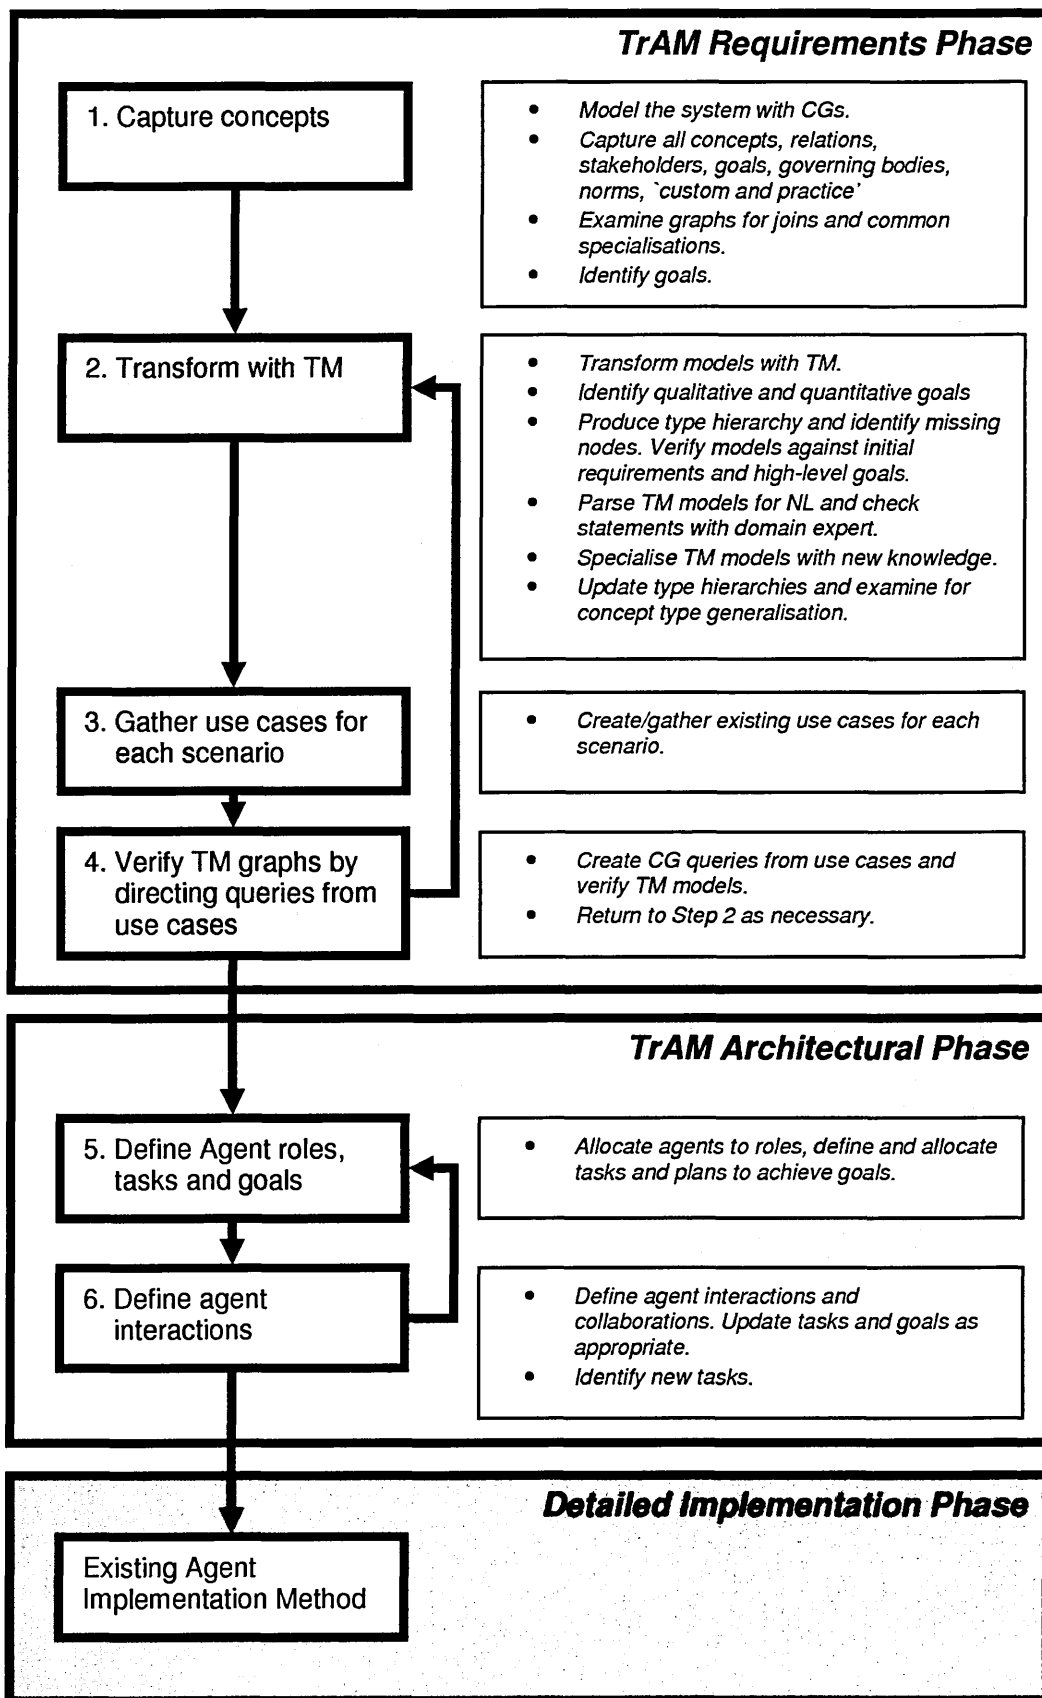 TrAM Requirements Phase
1. Capture concepts
• Model the system with CGs.
• Capture all concepts, relations,
stakeholders, goals, governing bodies,
norms, `custom and practice'
• Examine graphs for joins and common
specialisations.
• Identify goals.
2. Transform with TM
• Transform models with TM.
• Identify qualitative and quantitative goals
• Produce type hierarchy and identify missing
nodes. Verify models against initial
requirements and high-level goals.
• Parse TM models for NL and check
statements with domain expert.
• Specialise TM models with new knowledge.
• Update type hierarchies and examine for
concept type generalisation.
3. Gather use cases for
each scenario
• Create/gather existing use cases for each
scenario.
4. Verify TM graphs by
directing queries from
use cases
• Create CG queries from use cases and
verify TM models.
• Return to Step 2 as necessary.
TrAM Architectural Phase
5. Define Agent roles,
tasks and goals
• Allocate agents to roles, define and allocate
tasks and plans to achieve goals.
6. Define agent
interactions
• Define agent interactions and
collaborations. Update tasks and goals as
appropriate.
• Identify new tasks.
Detailed Implementation Phase
Existing Agent
Implementation Method